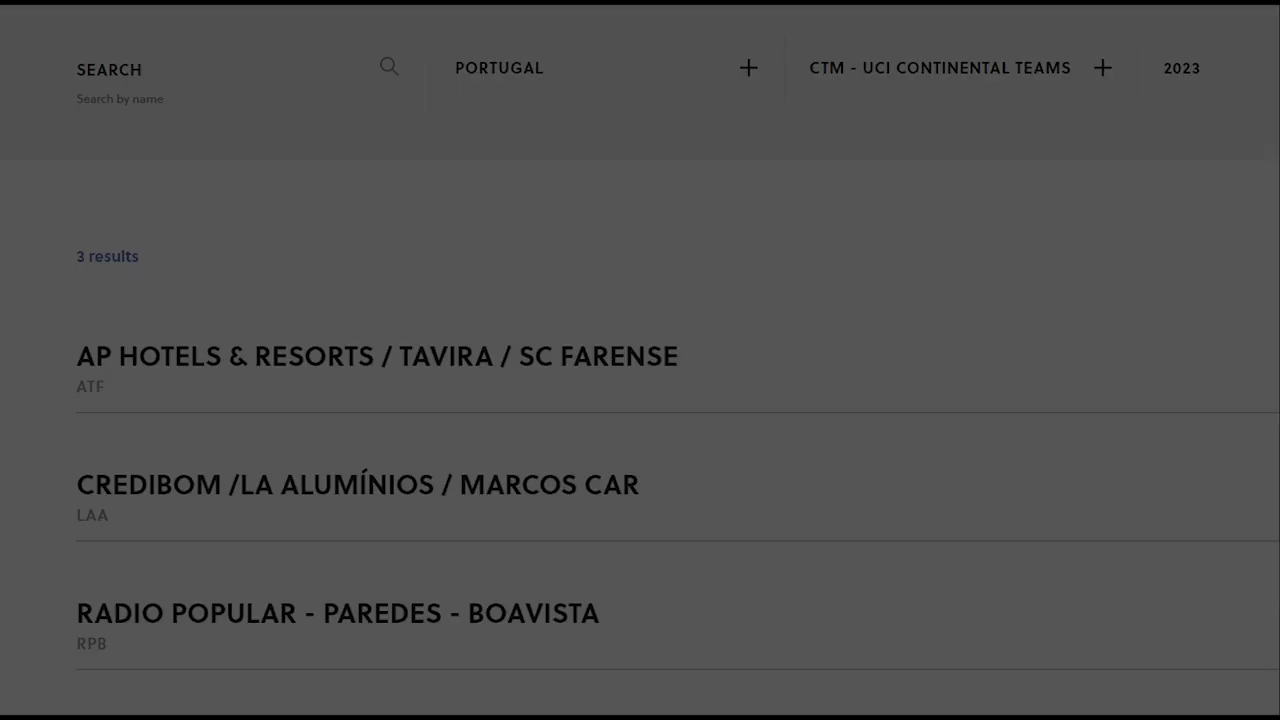 SEARCH
Search by name
PORTUGAL
CTM - UCI CONTINENTAL TEAMS
2023
3 results
AP HOTELS & RESORTS / TAVIRA / SC FARENSE
ATF
CREDIBOM /LA ALUMÍNIOS / MARCOS CAR
LAA
RADIO POPULAR - PAREDES - BOAVISTA
RPB